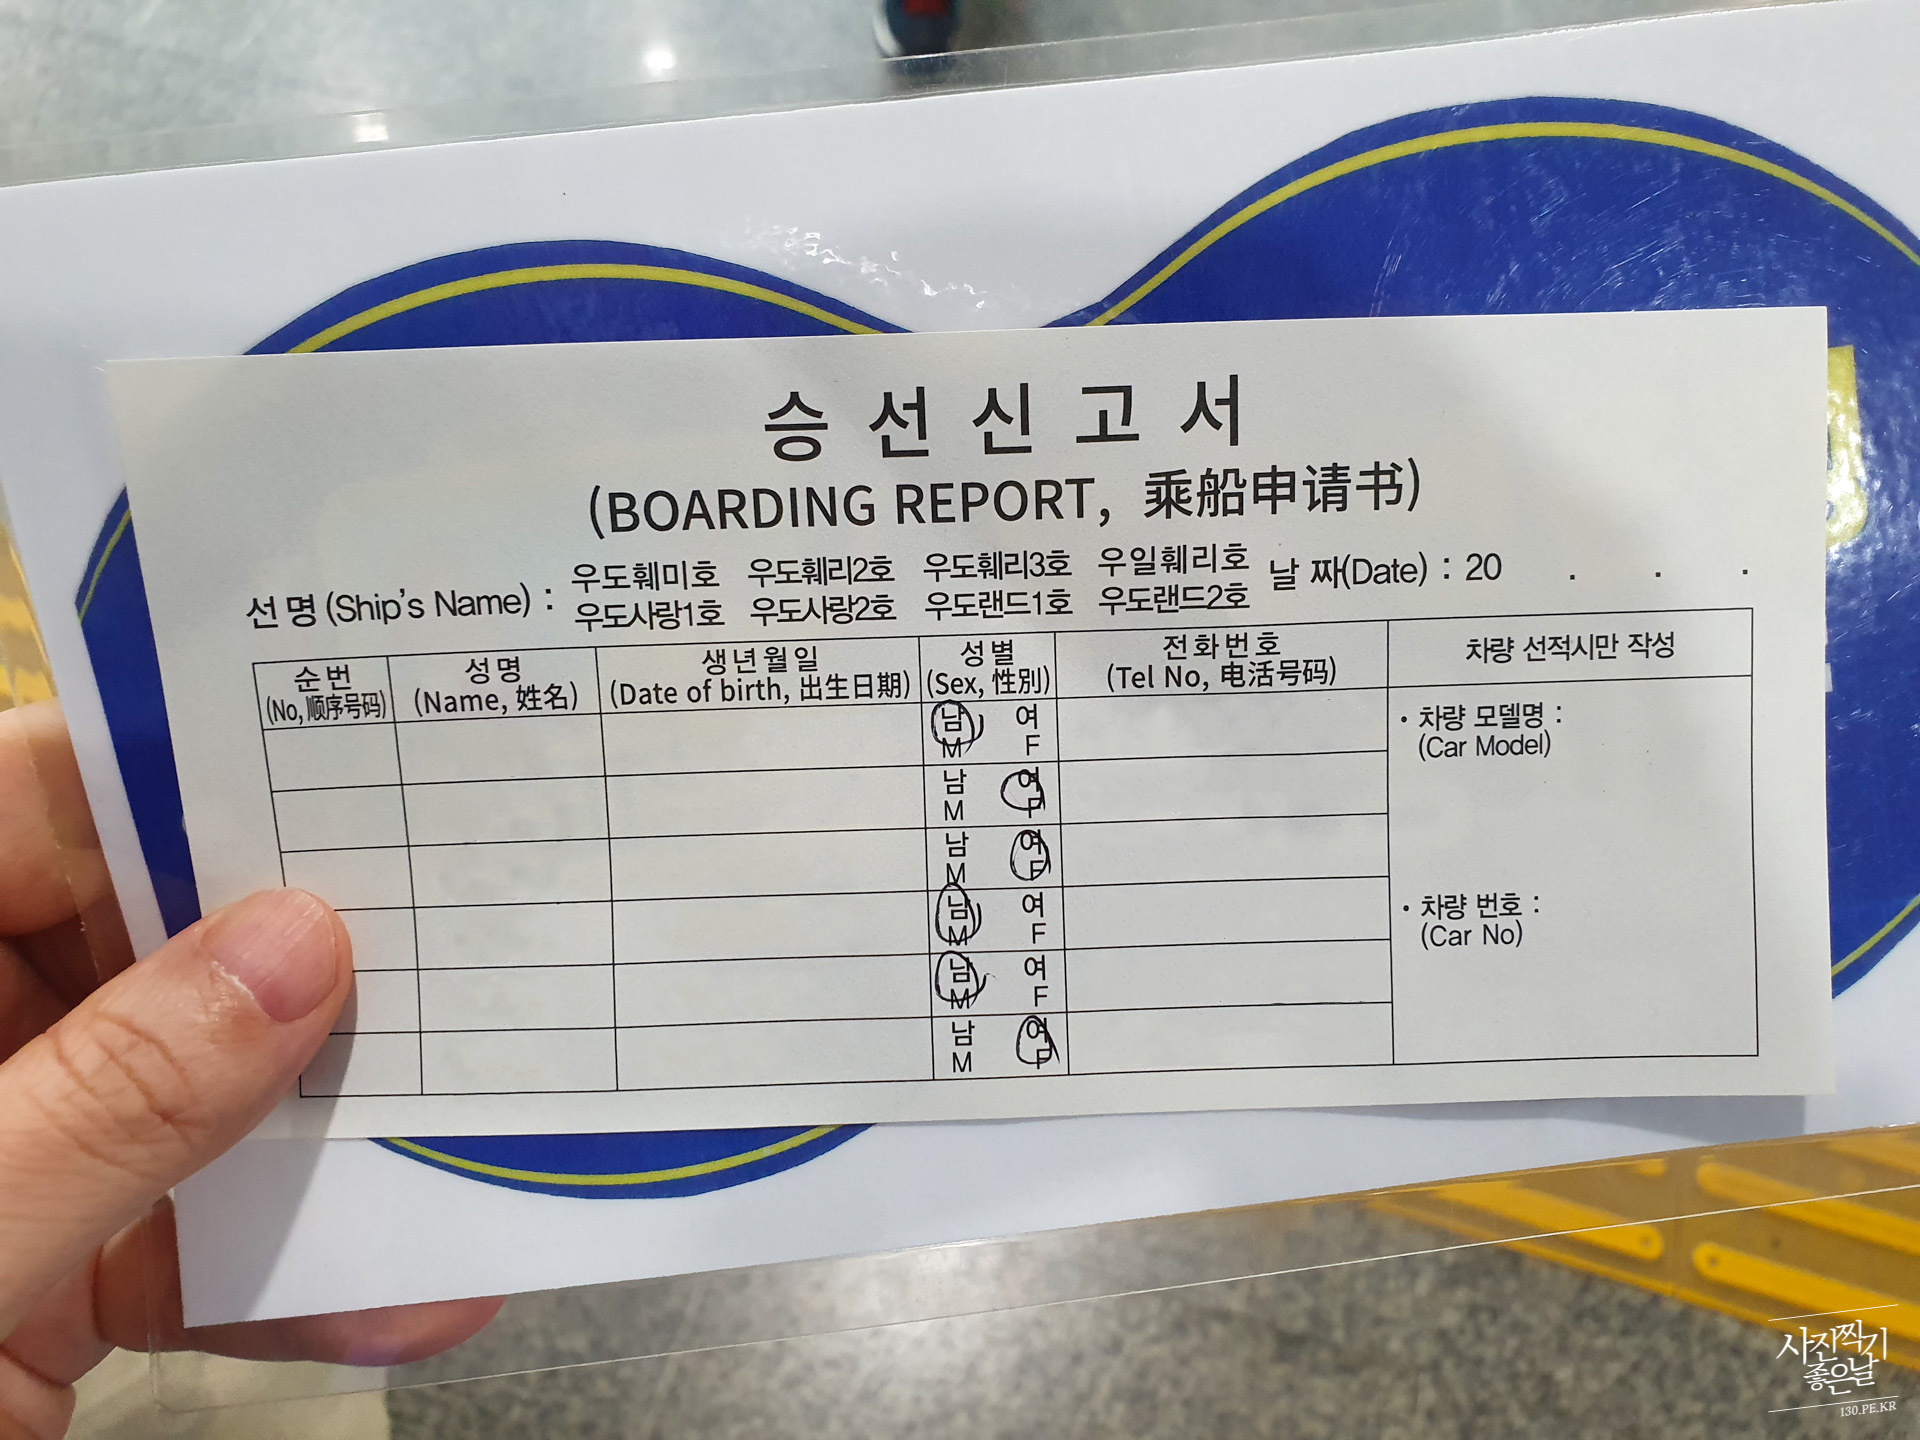 승선신고서
(BOARDING REPORT, 乘船申请书)
선 명 (Ship's Name) : 우도훼미호 우도훼리2호 우도훼리3호 우일훼리호
우도사랑1호 우도사랑2호 우도랜드1호 우도랜드2호
날 짜(Date) : 20 . . .
순 번 성 명 생년월일 성 별 전화번호 차량 선적시만 작성
(No, 顺序号码) (Name, 姓名) (Date of birth, 出生日期) (Sex, 性別) (Tel No, 电活号码)
남 여
M F
남 여
M F
남 여
M F
남 여
M F
남 여
M F
남 여
M F
· 차량 모델명 :
(Car Model)
· 차량 번호 :
(Car No)
사진찍기
좋은날
130.PE.KR